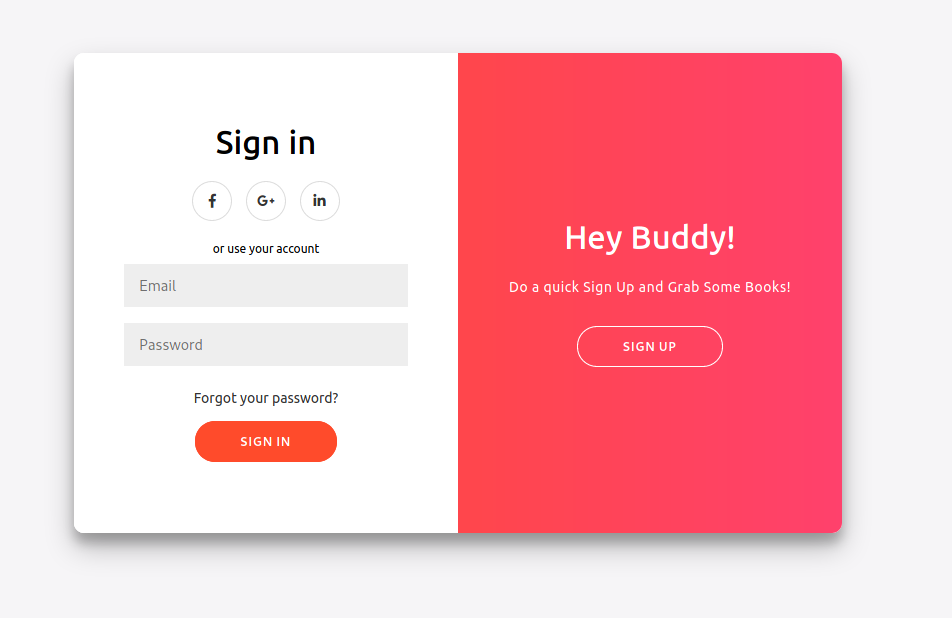 Sign in
f G+ in
or use your account
Email
Password
Forgot your password?
SIGN IN
Hey Buddy!
Do a quick Sign Up and Grab Some Books!
SIGN UP